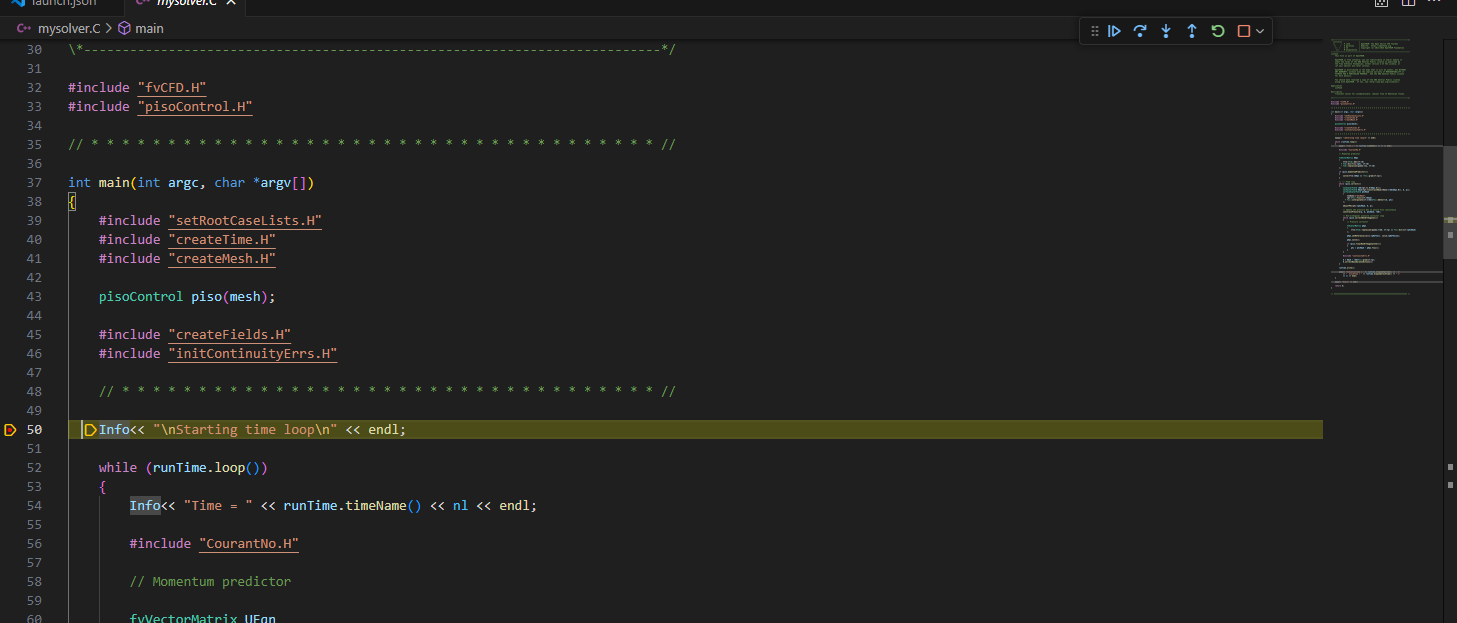 launch.json mysolver.C
mysolver.C > main
30 \*---------------------------------------------------------------------------*/
31
32 #include "fvCFD.H"
33 #include "pisoControl.H"
34
35 // * * * * * * * * * * * * * * * * * * * * * * * * * * * * * * * * * * * * * //
36
37 int main(int argc, char *argv[])
38 {
39 #include "setRootCaseLists.H"
40 #include "createTime.H"
41 #include "createMesh.H"
42
43 pisoControl piso(mesh);
44
45 #include "createFields.H"
46 #include "initContinuityErrs.H"
47
48 // * * * * * * * * * * * * * * * * * * * * * * * * * * * * * * * * * * * //
49
50 Info<< "\nStarting time loop\n" << endl;
51
52 while (runTime.loop())
53 {
54 Info<< "Time = " << runTime.timeName() << nl << endl;
55
56 #include "CourantNo.H"
57
58 // Momentum predictor
59
60 fvVectorMatrix UEqn